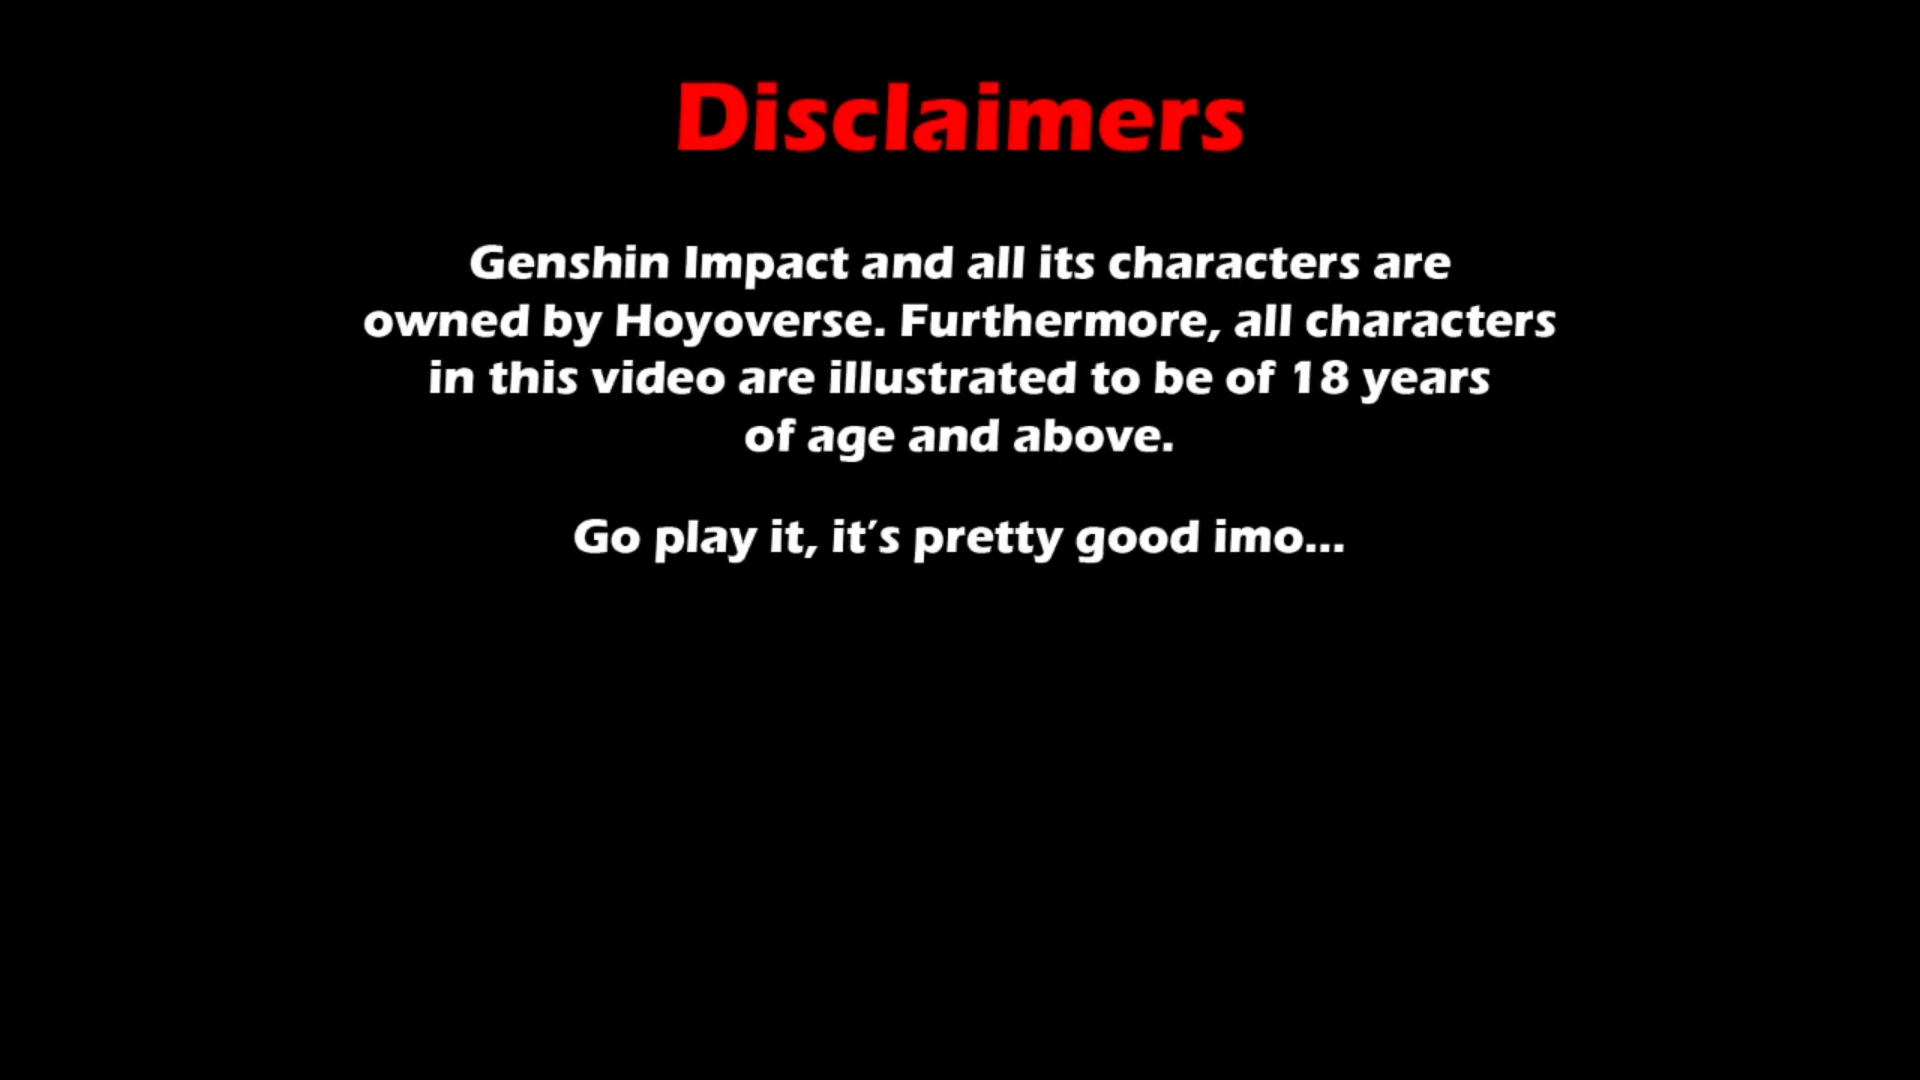 Disclaimers
Genshin Impact and all its characters are
owned by Hoyoverse. Furthermore, all characters
in this video are illustrated to be of 18 years
of age and above.
Go play it, it's pretty good imo...